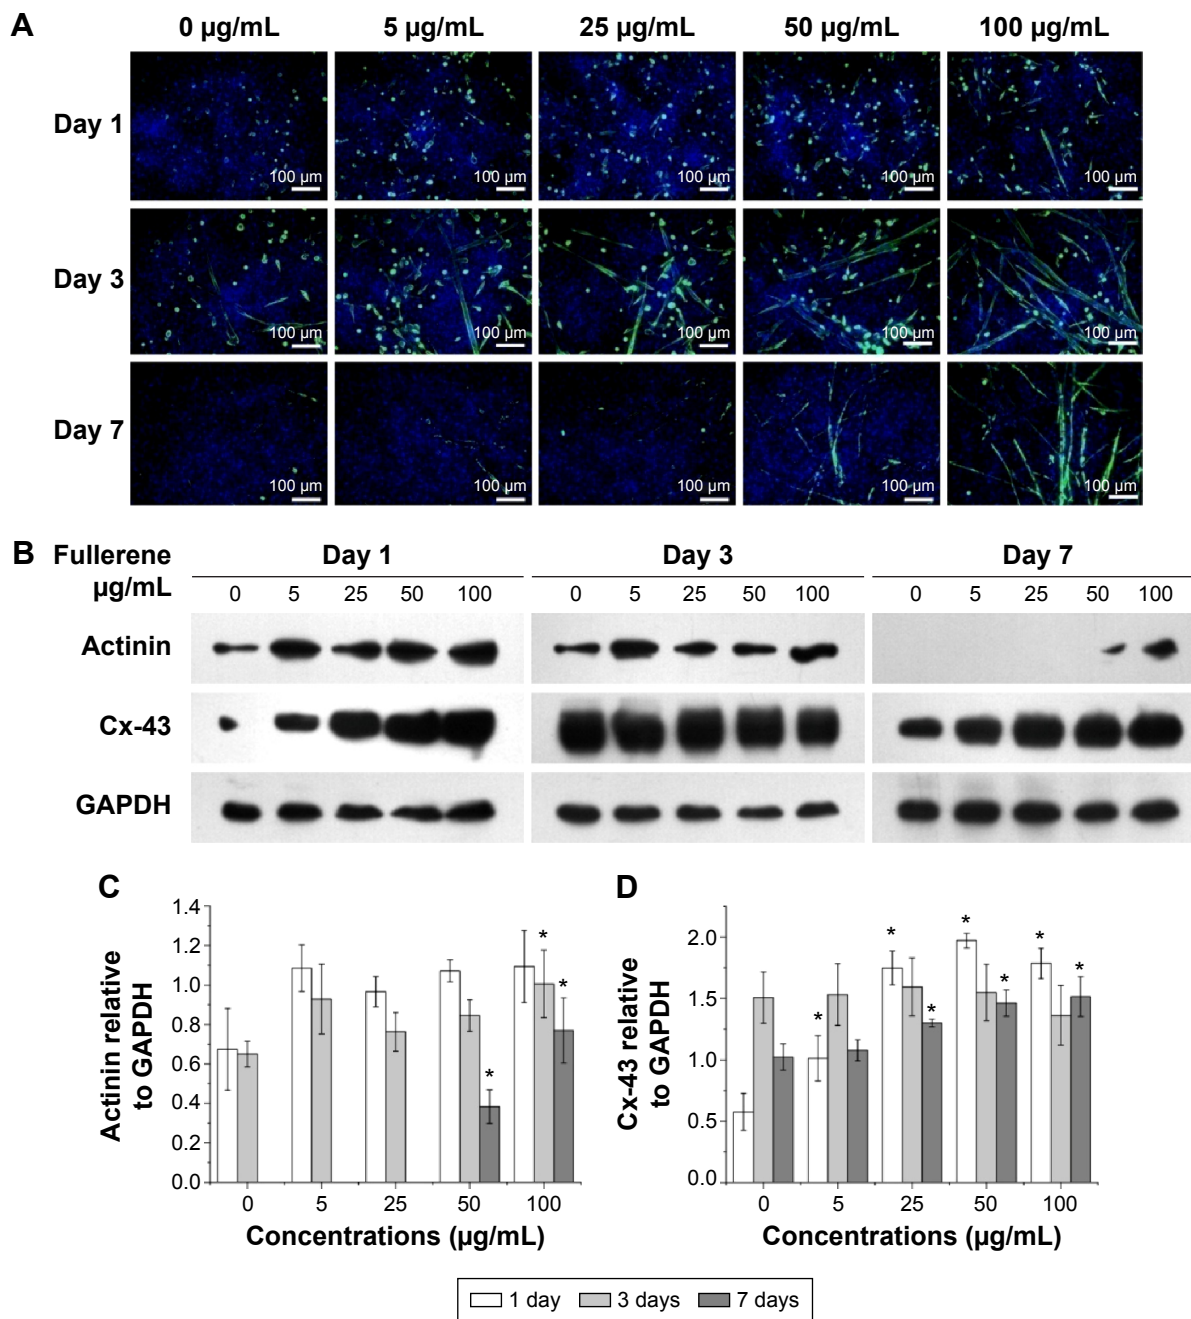 A
0 µg/mL 5 µg/mL 25 µg/mL 50 µg/mL 100 µg/mL
Day 1
100 µm 100 µm 100 µm 100 µm 100 µm
Day 3
100 µm 100 µm 100 µm 100 µm 100 µm
Day 7
100 µm 100 µm 100 µm 100 µm 100 µm
B Fullerene Day 1 Day 3 Day 7
µg/mL 0 5 25 50 100 0 5 25 50 100 0 5 25 50 100
Actinin
Cx-43
GAPDH
C
Actinin relative
to GAPDH
1.4
1.2
1.0
0.8
0.6
0.4
0.2
0.0
* * *
0 5 25 50 100
Concentrations (µg/mL)
D
Cx-43 relative
to GAPDH
2.0
1.5
1.0
0.5
0.0
* * * * * * *
0 5 25 50 100
Concentrations (µg/mL)
1 day 3 days 7 days